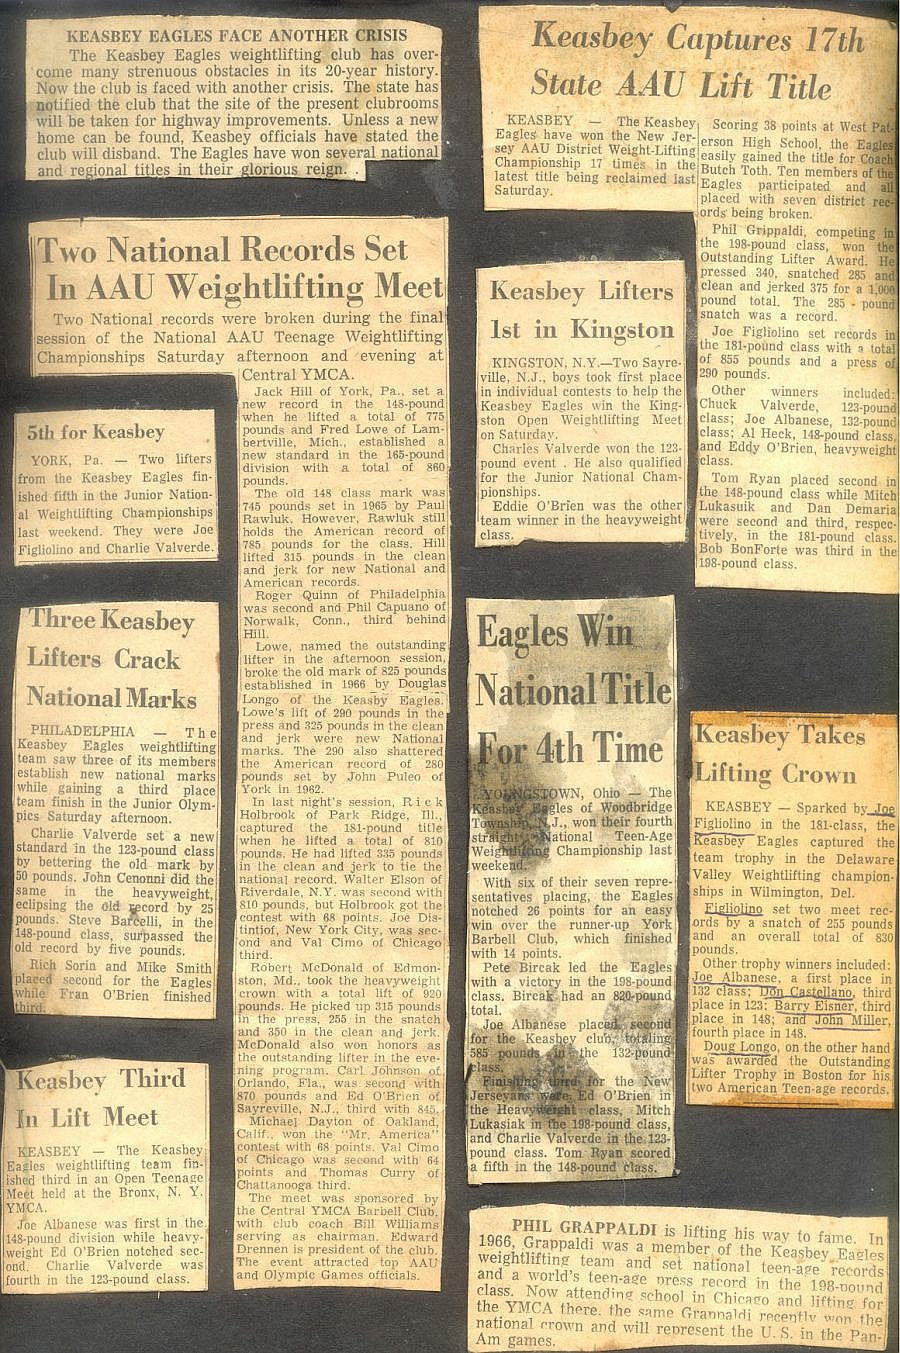 KEASBEY EAGLES FACE ANOTHER CRISIS
The Keasbey Eagles weightlifting club has over-
come many strenuous obstacles in its 20-year history.
Now the club is faced with another crisis. The state has
notified the club that the site of the present clubrooms
will be taken for highway improvements. Unless a new
home can be found, Keasbey officials have stated the
club will disband. The Eagles have won several national
and regional titles in their glorious reign. .
Two National Records Set
In AAU Weightlifting Meet
Two National records were broken during the final
session of the National AAU Teenage Weightlifting
Championships Saturday afternoon and evening at
Central YMCA.
Jack Hill of York, Pa., set a
new record in the 148-pound
when he lifted a total of 775
pounds and Fred Lowe of Lam-
bertville, Mich., established a
new standard in the 165-pound
division with a total of 860
pounds.
The old 148 class mark was
745 pounds set in 1965 by Paul
Rawluk. However, Rawluk still
holds the American record of
785 pounds for the class. Hill
lifted 315 pounds in the clean
and jerk for new National and
American records.
Roger Quinn of Philadelphia
was second and Phil Capuano of
Norwalk, Conn., third behind
Hill.
Lowe, named the outstanding
lifter in the afternoon session,
broke the old mark of 825 pounds
established in 1966 by Douglas
Longo of the Keasby Eagles.
Lowe's lift of 290 pounds in the
press and 325 pounds in the clean
and jerk were new National
marks. The 290 also shattered
the American record of 280
pounds set by John Puleo of
York in 1962.
In last night's session, Rick
Holbrook of Park Ridge, Ill.,
captured the 181-pound title
when he lifted a total of 810
pounds. He had lifted 335 pounds
in the clean and jerk to tie the
national record. Walter Elson of
Riverdale, N.Y. was second with
810 pounds, but Holbrook got the
contest with 68 points. Joe Dis-
tintiof, New York City, was sec-
ond and Val Cimo of Chicago
third.
Robert McDonald of Edmon-
ston, Md., took the heavyweight
crown with a total lift of 920
pounds. He picked up 315 pounds
in the press, 255 in the snatch
and 350 in the clean and jerk.
McDonald also won honors as
the outstanding lifter in the eve-
ning program. Carl Johnson of
Orlando, Fla., was second with
870 pounds and Ed O'Brien of
Sayreville, N.J., third with 845.
Michael Dayton of Oakland,
Calif., won the "Mr. America"
contest with 68 points. Val Cimo
of Chicago was second with 64
points and Thomas Curry of
Chattanooga third.
The meet was sponsored by
the Central YMCA Barbell Club,
with club coach Bill Williams
serving as chairman. Edward
Drennen is president of the club.
The event attracted top AAU
and Olympic Games officials.
5th for Keasbey
YORK, Pa. — Two lifters
from the Keasbey Eagles fin-
ished fifth in the Junior Nation-
al Weightlifting Championships
last weekend. They were Joe
Figliolino and Charlie Valverde.
Three Keasbey
Lifters Crack
National Marks
PHILADELPHIA — The
Keasbey Eagles weightlifting
team saw three of its members
establish new national marks
while gaining a third place
team finish in the Junior Olym-
pics Saturday afternoon.
Charlie Valverde set a new
standard in the 123-pound class
by bettering the old mark by
50 pounds. John Cenonni did the
same in the heavyweight,
eclipsing the old record by 25
pounds. Steve Barcelli, in the
148-pound class, surpassed the
old record by five pounds.
Rich Sorin and Mike Smith
placed second for the Eagles
while Fran O'Brien finished
third.
Keasbey Third
In Lift Meet
KEASBEY — The Keasbey
Eagles weightlifting team fin-
ished third in an Open Teenage
Meet held at the Bronx, N. Y.
YMCA.
Joe Albanese was first in the
148-pound division while heavy-
weight Ed O'Brien notched sec-
ond. Charlie Valverde was
fourth in the 123-pound class.
Keasbey Captures 17th
State AAU Lift Title
KEASBEY — The Keasbey
Eagles have won the New Jer-
sey AAU District Weight-Lifting
Championship 17 times in the
latest title being reclaimed last
Saturday.
Scoring 38 points at West Pat-
erson High School, the Eagles
easily gained the title for Coach
Butch Toth. Ten members of the
Eagles participated and all
placed with seven district rec-
ords being broken.
Phil Grippaldi, competing in
the 198-pound class, won the
Outstanding Lifter Award. He
pressed 340, snatched 285 and
clean and jerked 375 for a 1,000
pound total. The 285 - pound
snatch was a record.
Joe Figliolino set records in
the 181-pound class with a total
of 855 pounds and a press of
290 pounds.
Other winners included:
Chuck Valverde, 123-pound
class; Joe Albanese, 132-pound
class; Al Heck, 148-pound class,
and Eddy O'Brien, heavyweight
class.
Tom Ryan placed second in
the 148-pound class while Mitch
Lukasuik and Dan Demaria
were second and third, respec-
tively, in the 181-pound class.
Bob BonForte was third in the
198-pound class.
Keasbey Lifters
1st in Kingston
KINGSTON, N.Y.—Two Sayre-
ville, N.J., boys took first place
in individual contests to help the
Keasbey Eagles win the King-
ston Open Weightlifting Meet
on Saturday.
Charles Valverde won the 123-
pound event . He also qualified
for the Junior National Cham-
pionships.
Eddie O'Brien was the other
team winner in the heavyweight
class.
Eagles Win
National Title
For 4th Time
YOUNGSTOWN, Ohio — The
Keasbey Eagles of Woodbridge
Township, N.J., won their fourth
straight National Teen-Age
Weightlifting Championship last
weekend.
With six of their seven repre-
sentatives placing, the Eagles
notched 26 points for an easy
win over the runner-up York
Barbell Club, which finished
with 14 points.
Pete Bircak led the Eagles
with a victory in the 198-pound
class. Bircak had an 820-pound
total.
Joe Albanese placed second
for the Keasbey club, totaling
585 pounds in the 132-pound
class.
Finishing third for the New
Jerseyans were Ed O'Brien in
the Heavyweight class, Mitch
Lukasiak in the 198-pound class,
and Charlie Valverde in the 123-
pound class. Tom Ryan scored
a fifth in the 148-pound class.
Keasbey Takes
Lifting Crown
KEASBEY — Sparked by Joe
Figliolino in the 181-class, the
Keasbey Eagles captured the
team trophy in the Delaware
Valley Weightlifting champion-
ships in Wilmington, Del.
Figliolino set two meet rec-
ords by a snatch of 255 pounds
and an overall total of 830
pounds.
Other trophy winners included:
Joe Albanese, a first place in
132 class; Don Castellano, third
place in 123; Barry Eisner, third
place in 148; and John Miller,
fourth place in 148.
Doug Longo, on the other hand
was awarded the Outstanding
Lifter Trophy in Boston for his
two American Teen-age records.
PHIL GRAPPALDI is lifting his way to fame. In
1966, Grappaldi was a member of the Keasbey Eagles
weightlifting team and set national teen-age records
and a world's teen-age press record in the 198-pound
class. Now attending school in Chicago and lifting for
the YMCA there, the same Grappaldi recently won the
national crown and will represent the U.S. in the Pan-
Am games.